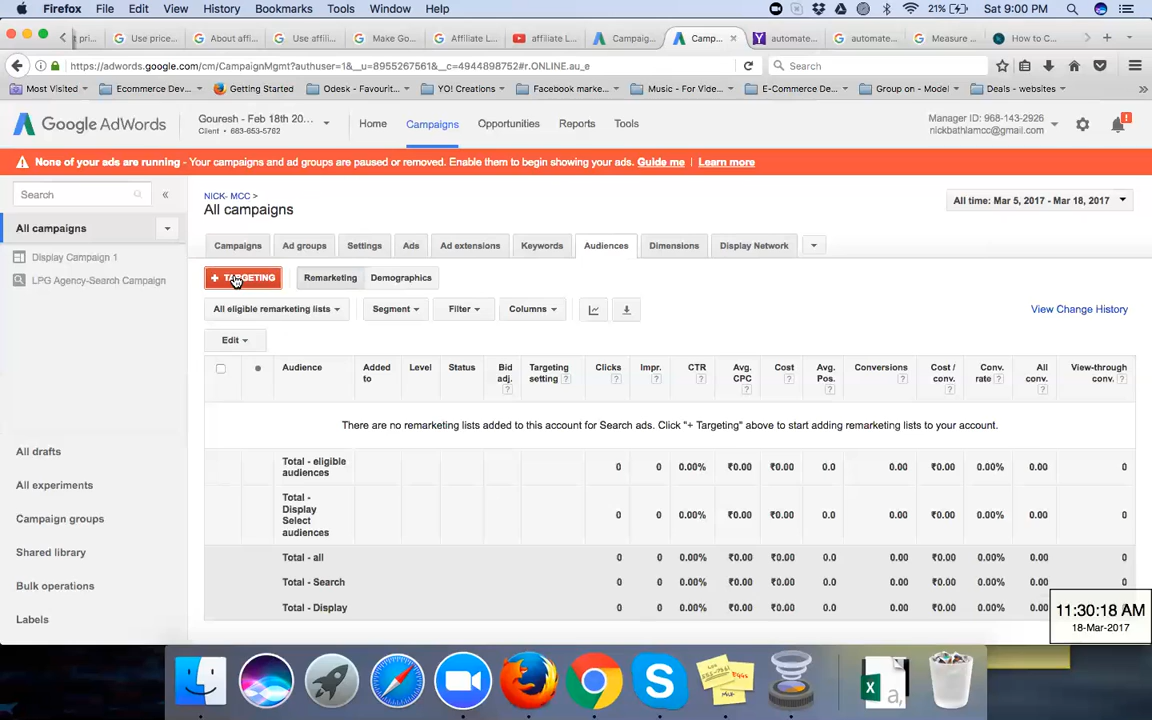 Firefox File Edit View History Bookmarks Tools Window Help 21% Sat 9:00 PM
pri... Use price... About affi... Use affili... Make Goo... Affiliate L... affiliate L... Campaig... Camp... automate... automate... Measure ... How to C...
https://adwords.google.com/cm/CampaignMgmt?authuser=1&__u=8955267561&__c=4944898752#r.ONLINE.au_e Search
Most Visited Ecommerce Dev... Getting Started Odesk - Favourit... YO! Creations Facebook marke... Music - For Vide... E-Commerce De... Group on - Model Deals - websites
Google AdWords
Gouresh - Feb 18th 20...
Client - 683-653-5762
Home Campaigns Opportunities Reports Tools
Manager ID: 968-143-2926
nickbathlamcc@gmail.com
None of your ads are running - Your campaigns and ad groups are paused or removed. Enable them to begin showing your ads. Guide me | Learn more
Search «
All campaigns
Display Campaign 1
LPG Agency-Search Campaign
All drafts
All experiments
Campaign groups
Shared library
Bulk operations
Labels
NICK- MCC >
All campaigns
All time: Mar 5, 2017 - Mar 18, 2017
Campaigns Ad groups Settings Ads Ad extensions Keywords Audiences Dimensions Display Network
+ TARGETING Remarketing Demographics
All eligible remarketing lists Segment Filter Columns View Change History
Edit
Audience Added to Level Status Bid adj. ? Targeting setting ? Clicks ? Impr. ? CTR ? Avg. CPC ? Cost ? Avg. Pos. ? Conversions ? Cost / conv. ? Conv. rate ? All conv. ? View-through conv. ?
There are no remarketing lists added to this account for Search ads. Click "+ Targeting" above to start adding remarketing lists to your account.
Total - eligible audiences 0 0 0.00% ₹0.00 ₹0.00 0.0 0.00 ₹0.00 0.00% 0.00 0
Total - Display Select audiences 0 0 0.00% ₹0.00 ₹0.00 0.0 0.00 ₹0.00 0.00% 0.00 0
Total - all 0 0 0.00% ₹0.00 ₹0.00 0.0 0.00 ₹0.00 0.00% 0.00 0
Total - Search 0 0 0.00% ₹0.00 ₹0.00 0.0 0.00 ₹0.00 0.00% 0.00 0
Total - Display 0 0 0.00% ₹0.00 ₹0.00 0.0 0.00 ₹0.00 0.00% 0.00 0
11:30:18 AM
18-Mar-2017